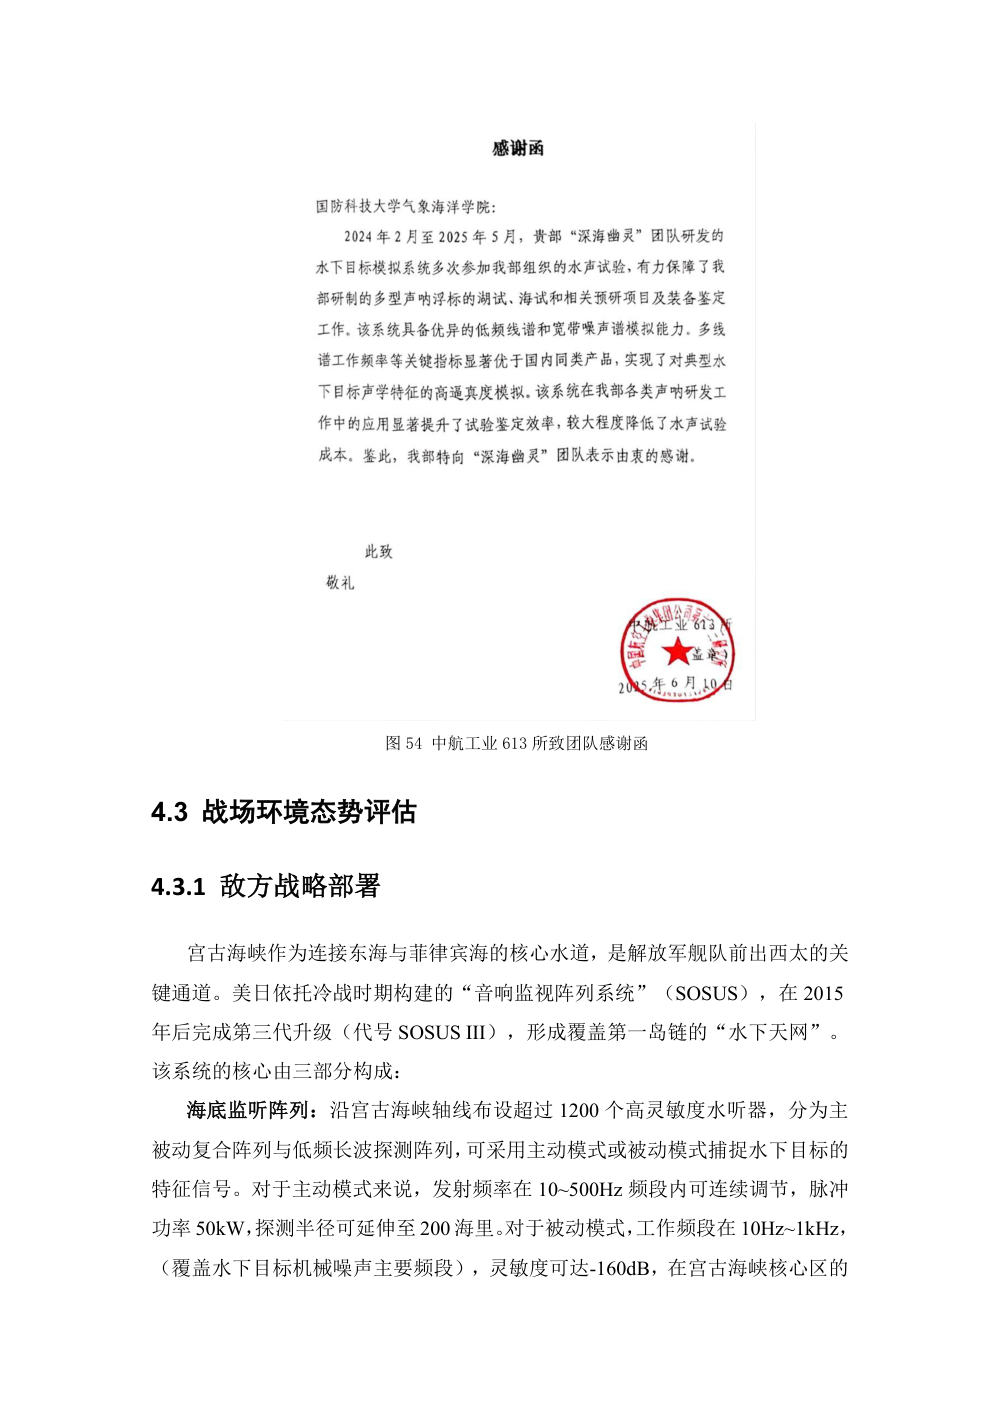 感谢函
国防科技大学气象海洋学院：
2024 年 2 月至 2025 年 5 月，贵部“深海幽灵”团队研发的
水下目标模拟系统多次参加我部组织的水声试验，有力保障了我
部研制的多型声呐浮标的湖试、海试和相关预研项目及装备鉴定
工作。该系统具备优异的低频线谱和宽带噪声谱模拟能力。多线
谱工作频率等关键指标显著优于国内同类产品，实现了对典型水
下目标声学特征的高逼真度模拟。该系统在我部各类声呐研发工
作中的应用显著提升了试验鉴定效率，较大程度降低了水声试验
成本。鉴此，我部特向“深海幽灵”团队表示由衷的感谢。
此致
敬礼
中航工业 613 所
盖章）
2025 年 6 月 10 日
图 54 中航工业 613 所致团队感谢函
4.3 战场环境态势评估
4.3.1 敌方战略部署
宫古海峡作为连接东海与菲律宾海的核心水道，是解放军舰队前出西太的关
键通道。美日依托冷战时期构建的“音响监视阵列系统”（SOSUS），在 2015
年后完成第三代升级（代号 SOSUS III），形成覆盖第一岛链的“水下天网”。
该系统的核心由三部分构成：
海底监听阵列：沿宫古海峡轴线布设超过 1200 个高灵敏度水听器，分为主
被动复合阵列与低频长波探测阵列，可采用主动模式或被动模式捕捉水下目标的
特征信号。对于主动模式来说，发射频率在 10~500Hz 频段内可连续调节，脉冲
功率 50kW，探测半径可延伸至 200 海里。对于被动模式，工作频段在 10Hz~1kHz，
（覆盖水下目标机械噪声主要频段），灵敏度可达-160dB，在宫古海峡核心区的